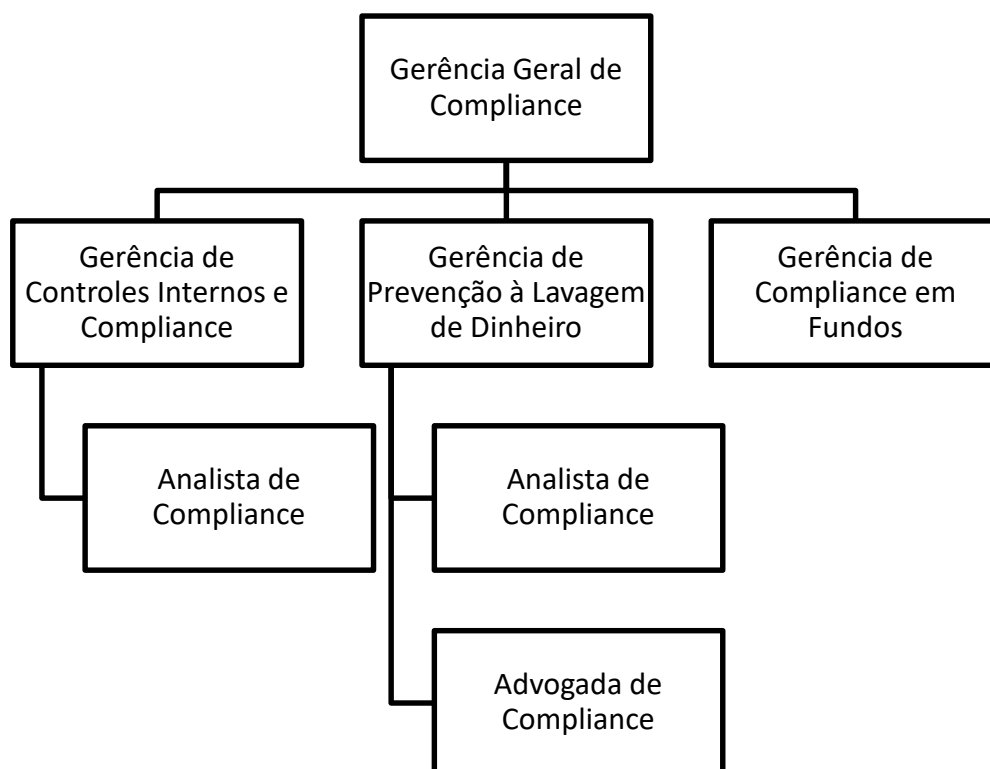 Gerência Geral de
Compliance
Gerência de
Controles Internos e
Compliance
Gerência de
Prevenção à Lavagem
de Dinheiro
Gerência de
Compliance em
Fundos
Analista de
Compliance
Analista de
Compliance
Advogada de
Compliance